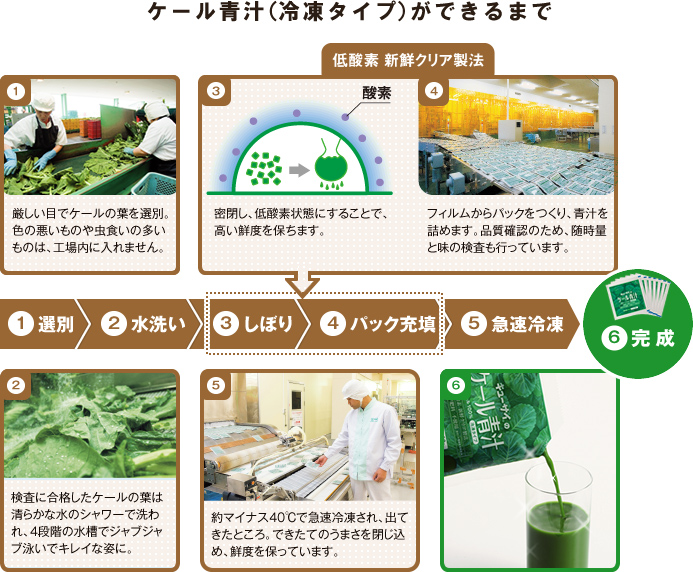 ケール青汁(冷凍タイプ)ができるまで
低酸素 新鮮クリア製法
1
厳しい目でケールの葉を選別。
色の悪いものや虫食いの多い
ものは、工場内に入れません。
3
酸素
密閉し、低酸素状態にすることで、
高い鮮度を保ちます。
4
フィルムからパックをつくり、青汁を
詰めます。品質確認のため、随時量
と味の検査も行っています。
1 選別
2 水洗い
3 しぼり
4 パック充填
5 急速冷凍
ケール青汁
6 完成
2
検査に合格したケールの葉は
清らかな水のシャワーで洗わ
れ、4段階の水槽でジャブジャ
ブ泳いでキレイな姿に。
5
約マイナス40℃で急速冷凍され、出て
きたところ。できたてのうまさを閉じ込
め、鮮度を保っています。
6
キューサイの
ケール青汁